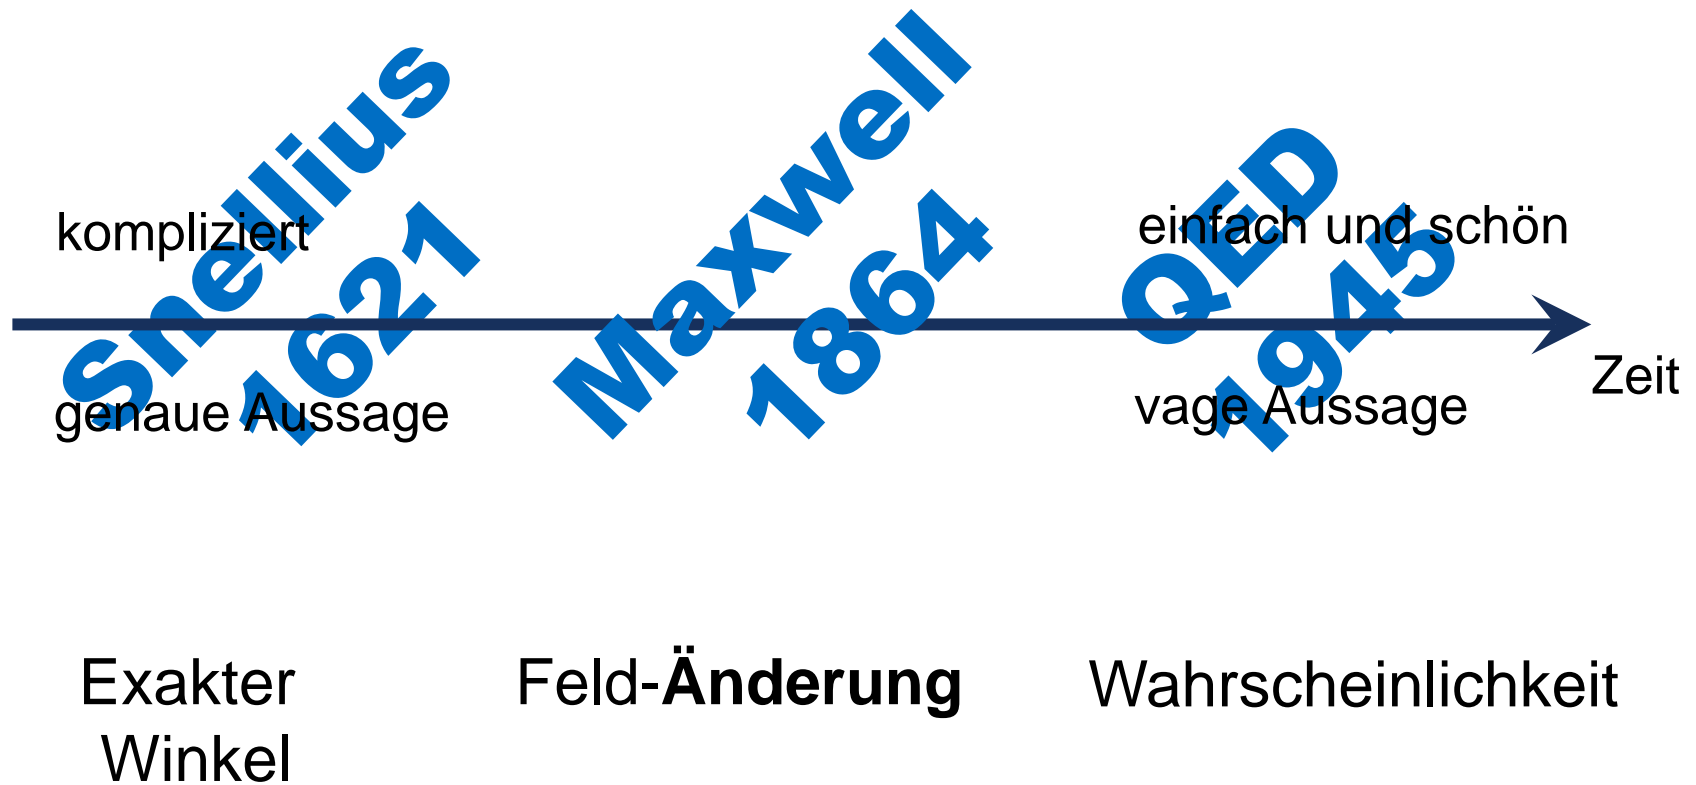 Snellius
1621
Maxwell
1864
QED
1945
kompliziert
einfach und schön
genaue Aussage
vage Aussage
Zeit
Exakter
Winkel
Feld-Änderung
Wahrscheinlichkeit